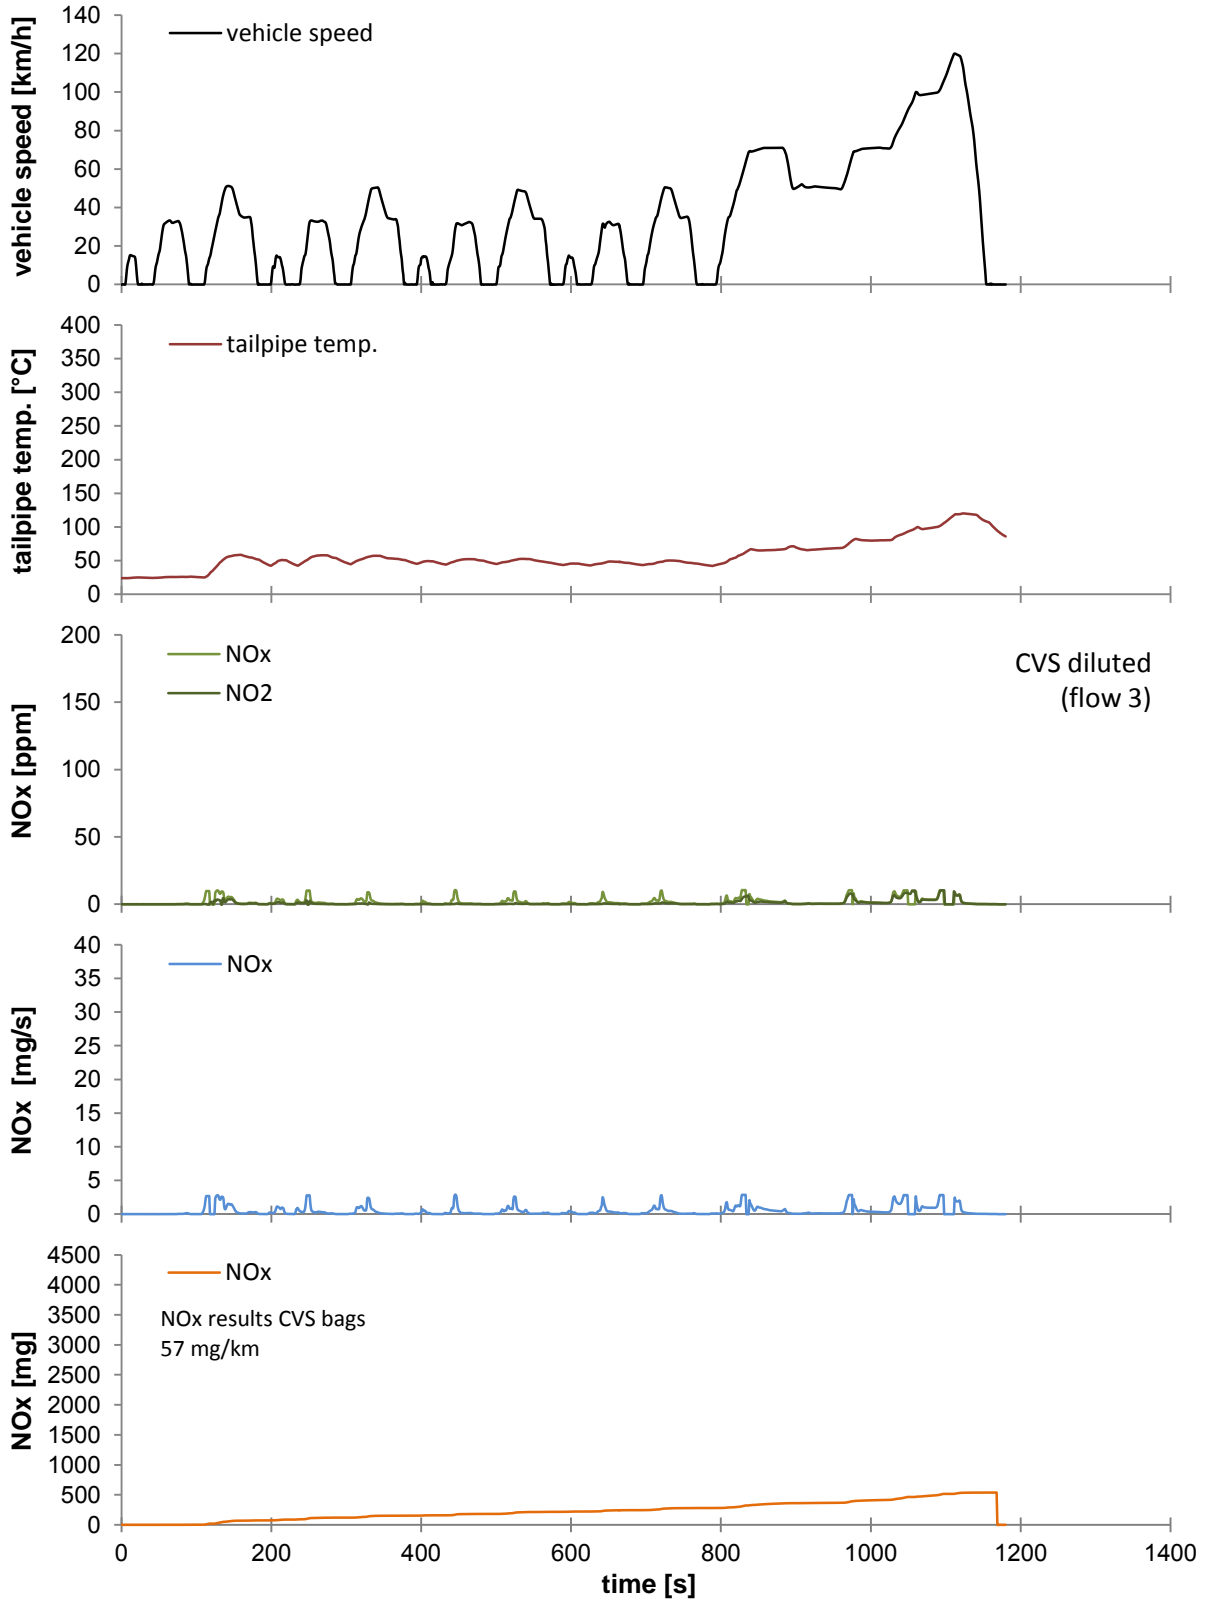 vehicle speed [km/h]
140
120
100
80
60
40
20
0
vehicle speed
tailpipe temp. [°C]
400
350
300
250
200
150
100
50
0
tailpipe temp.
NOx [ppm]
200
150
100
50
0
NOx
NO2
CVS diluted
(flow 3)
NOx [mg/s]
40
35
30
25
20
15
10
5
0
NOx
NOx [mg]
4500
4000
3500
3000
2500
2000
1500
1000
500
0
NOx
NOx results CVS bags
57 mg/km
0 200 400 600 800 1000 1200 1400
time [s]